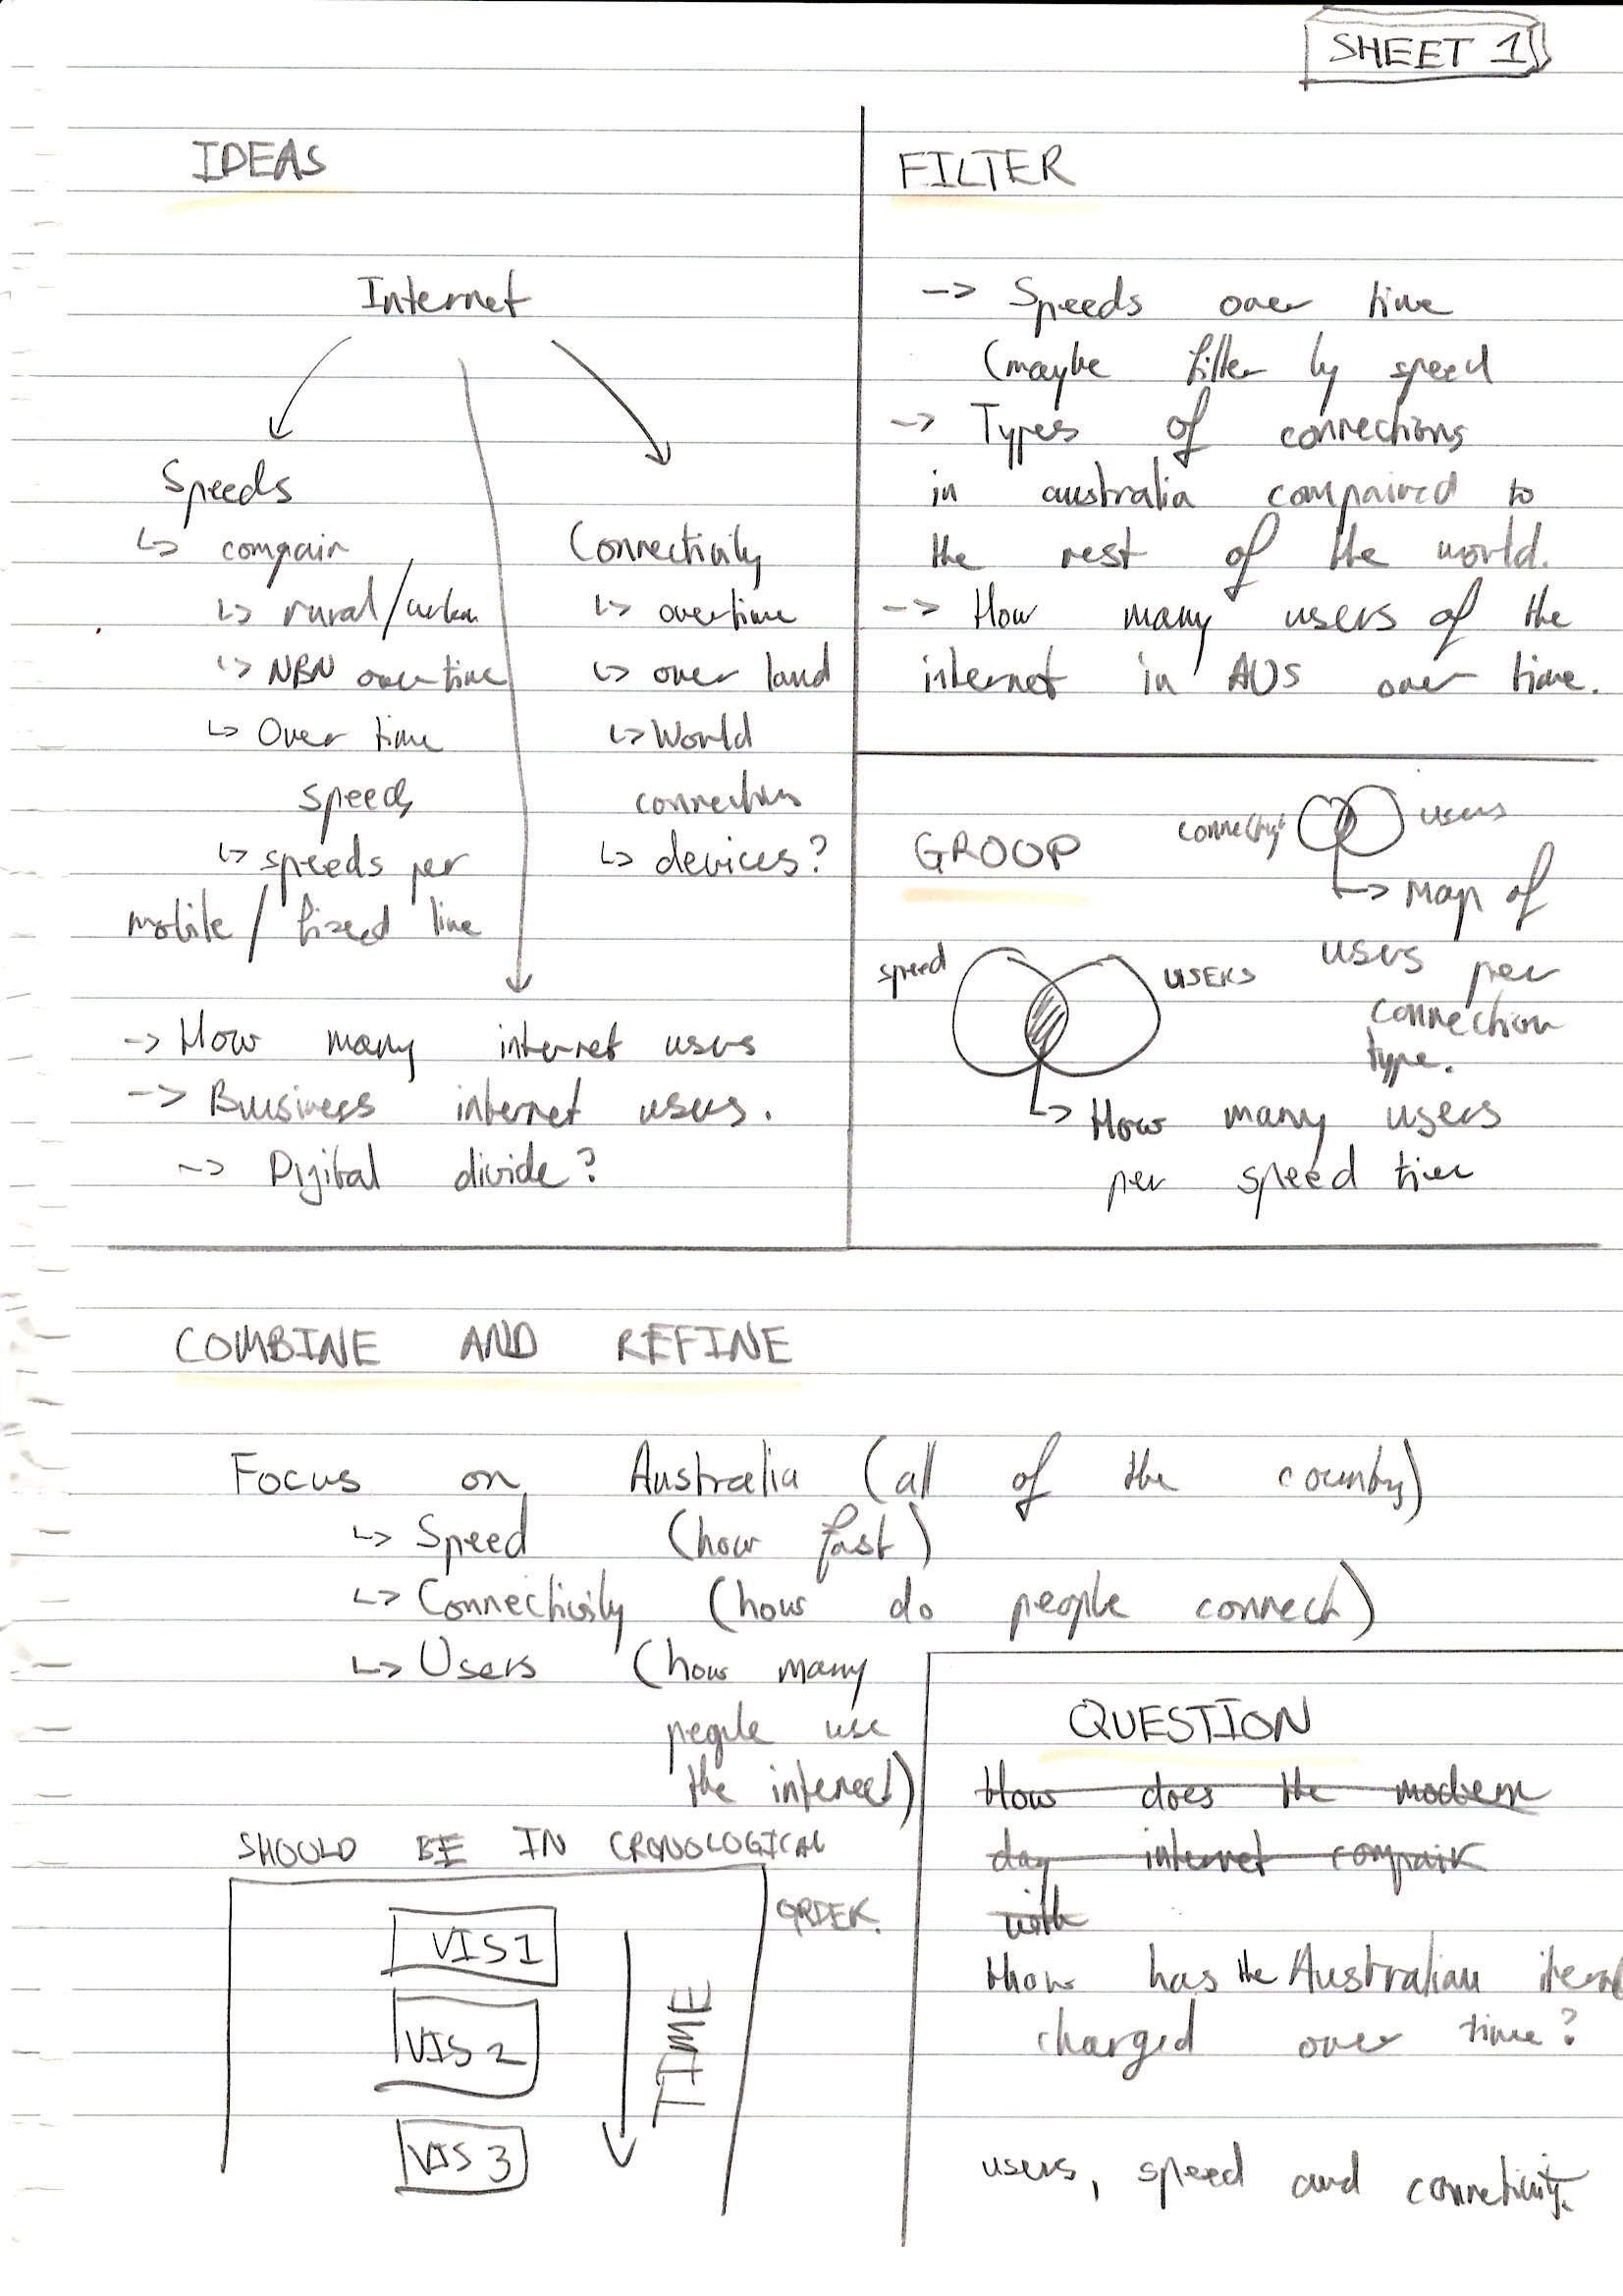 SHEET 1
IDEAS
Internet
Speeds
↳ compair
↳ rural/urban
↳ NBN over time
↳ Over time
speeds
↳ speeds per
mobile / fixed line
Connectivity
↳ overtime
↳ over land
↳ World
connections
↳ devices?
-> How many internet users
-> Buisiness internet users.
-> Digital divide?
FILTER
-> Speeds over time
(maybe filter by speed
-> Types of connections
in australia compaired to
the rest of the world.
-> How many users of the
internet in AUS over time.
GROUP
users
↳ Map of
users per
connection
type.
speed
users
↳ How many users
per speed tier
COMBINE AND REFINE
Focus on Australia (all of the country)
↳ Speed (how fast)
↳ Connectivity (how do people connect)
↳ Users (how many
people use
the interent)
SHOULD BE IN CRONOLOGICAL
ORDER.
VIS 1
VIS 2
VIS 3
TIME
QUESTION
How does the modern
day internet compair
with
How has the Australian
changed over time?
users, speed and connectivity.